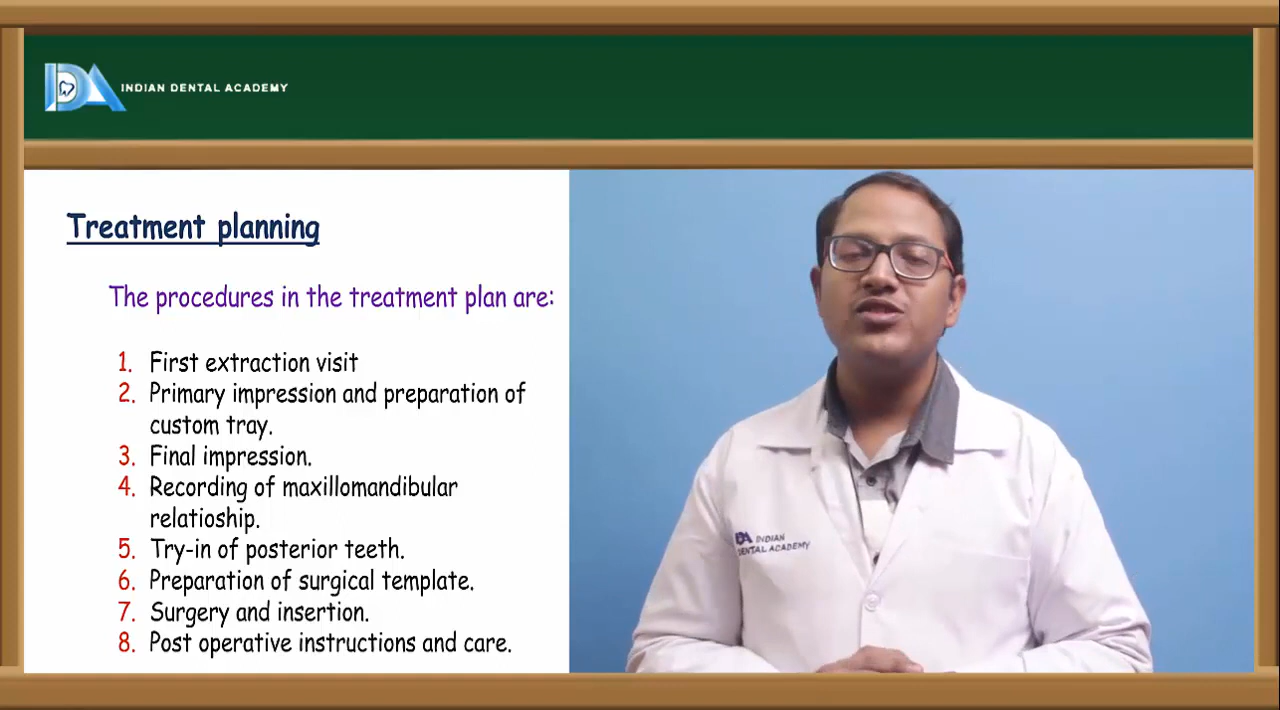 IDA INDIAN DENTAL ACADEMY
Treatment planning
The procedures in the treatment plan are:
1. First extraction visit
2. Primary impression and preparation of
custom tray.
3. Final impression.
4. Recording of maxillomandibular
relatioship.
5. Try-in of posterior teeth.
6. Preparation of surgical template.
7. Surgery and insertion.
8. Post operative instructions and care.
IDA INDIAN
DENTAL ACADEMY